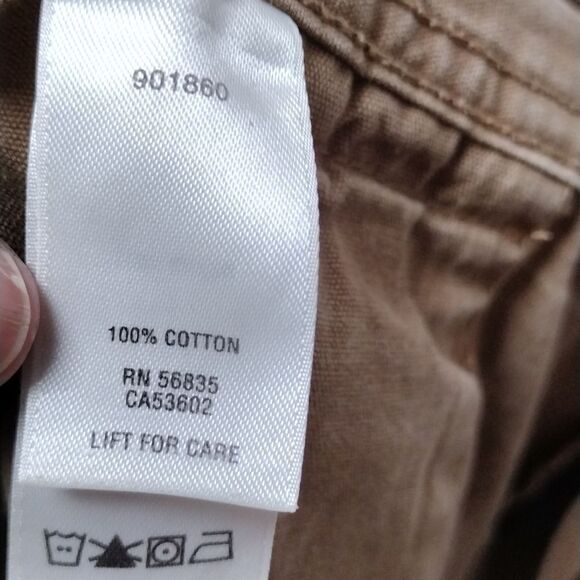 901860
100% COTTON
RN 56835
CA53602
LIFT FOR CARE